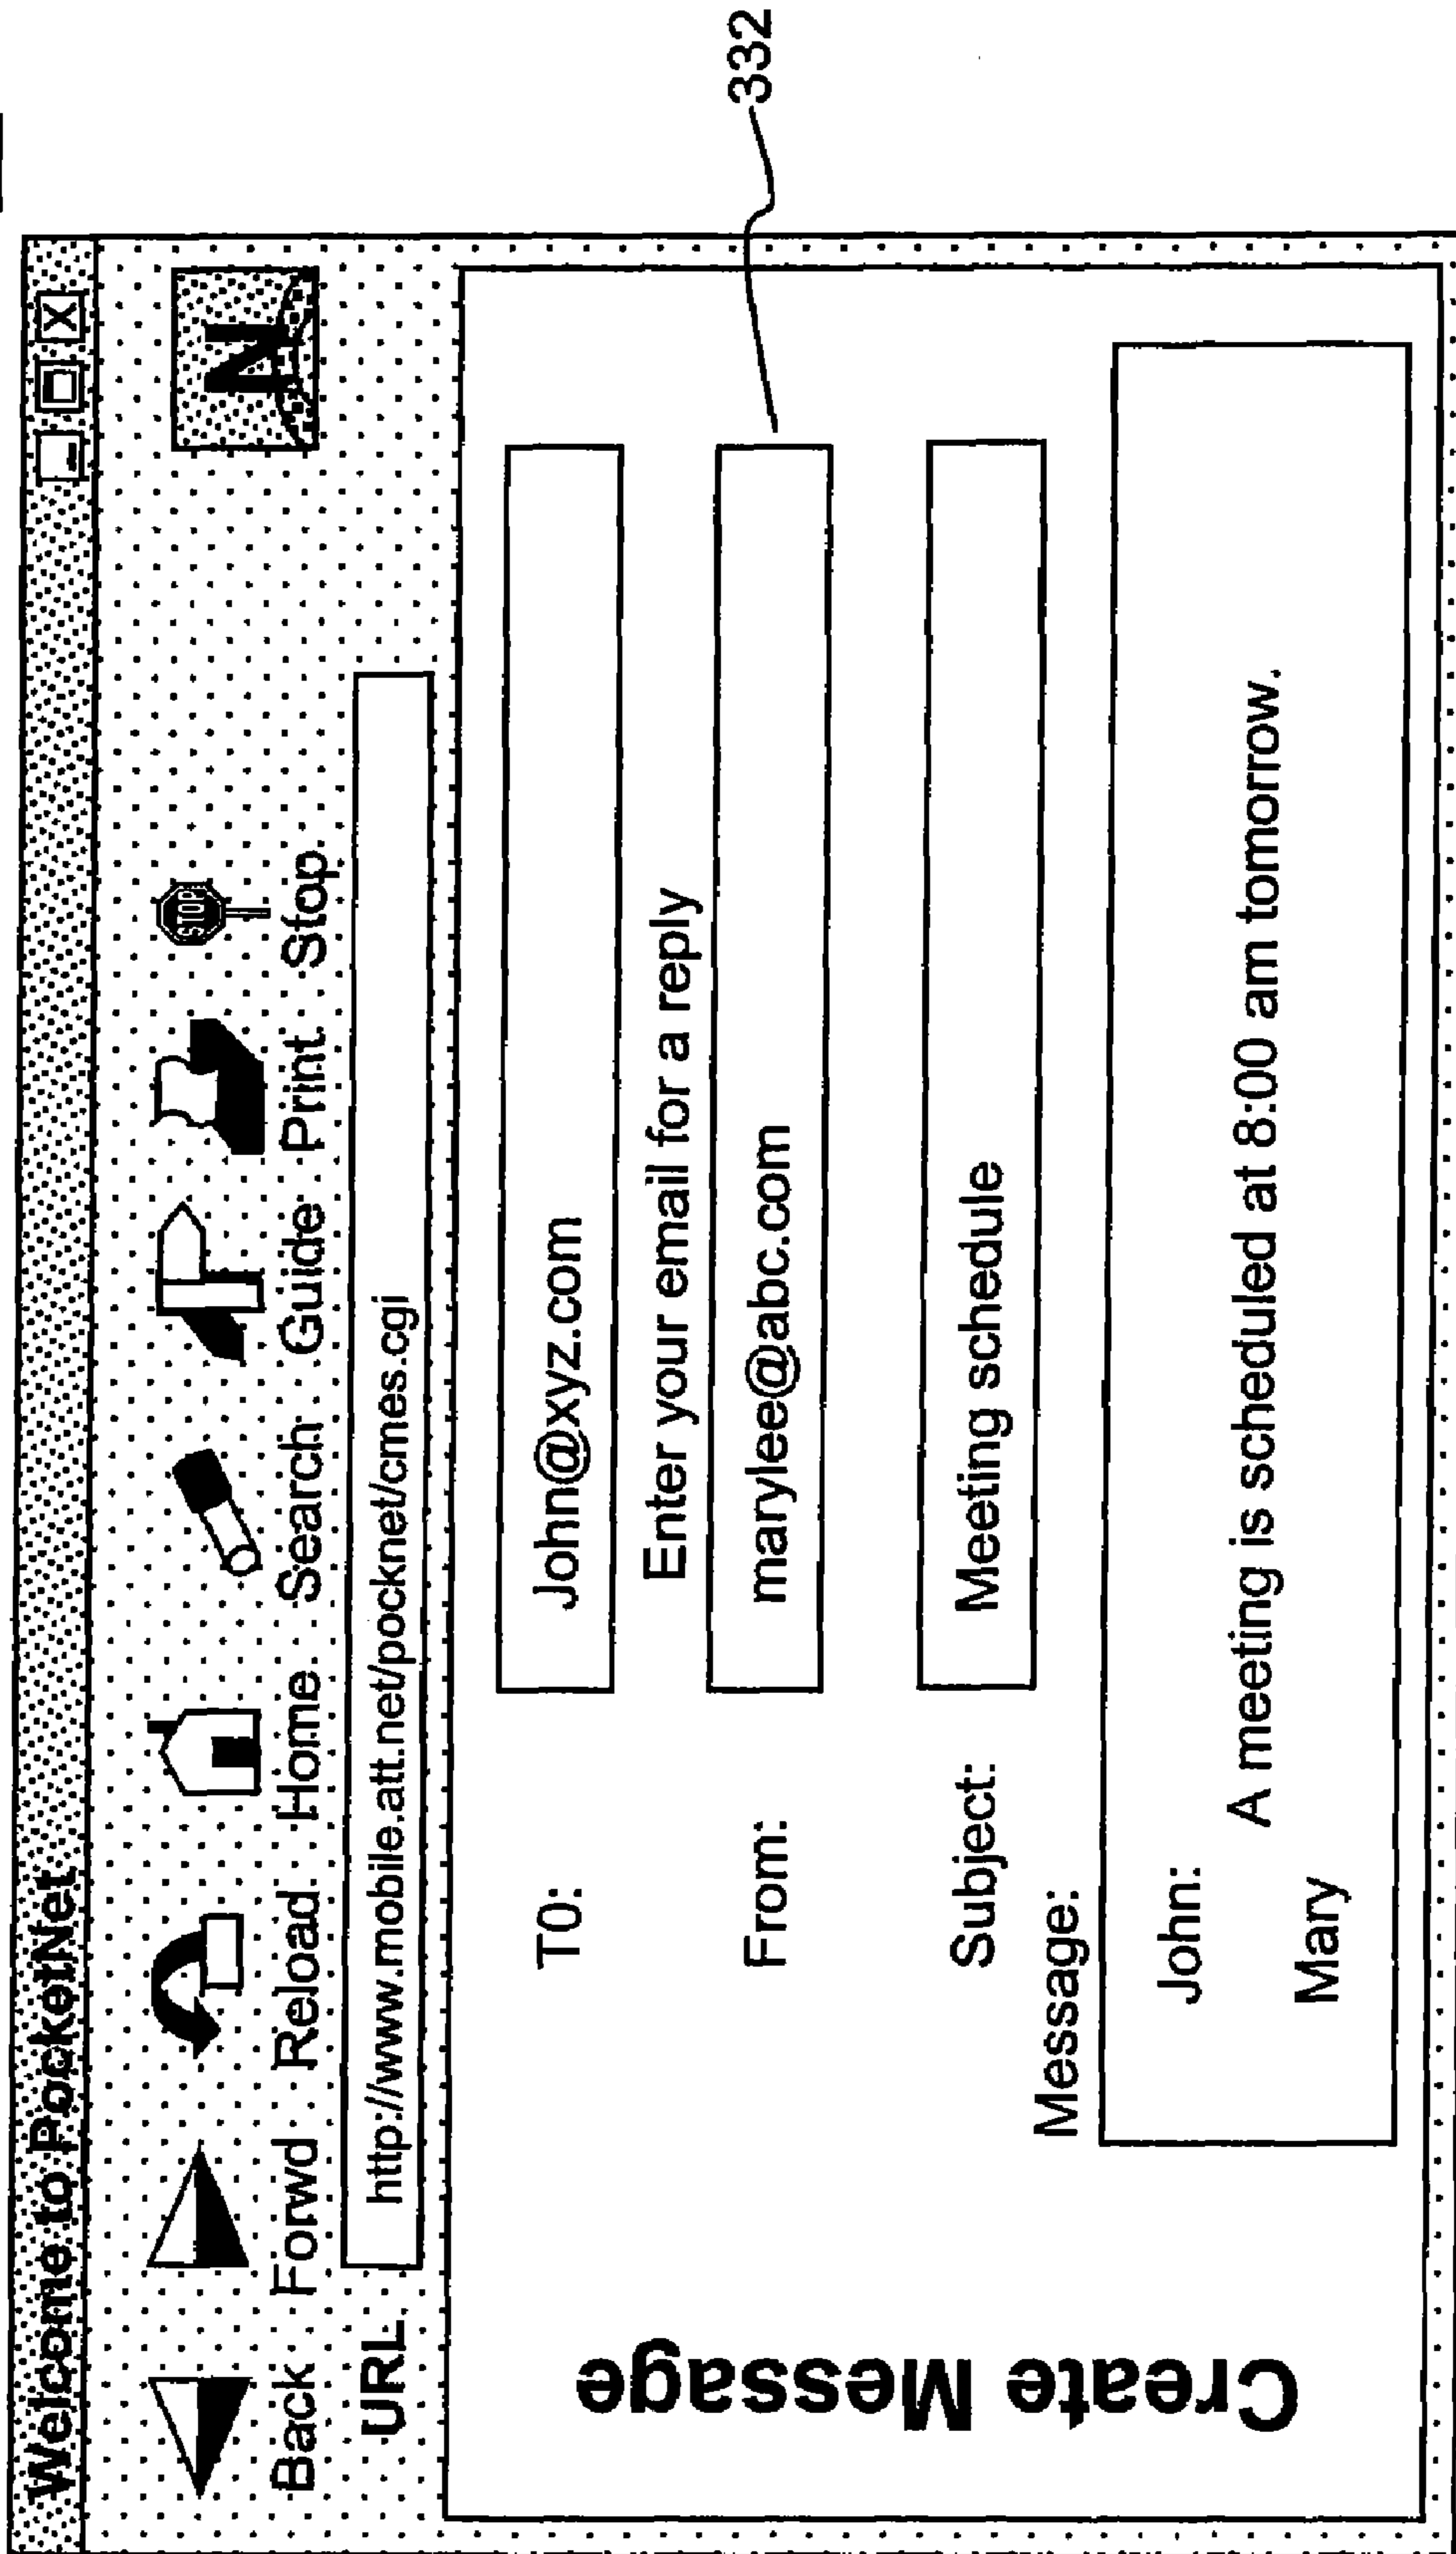 Welcome to PocketNet
N
STOP
Back Forwd Reload Home Search Guide Print Stop
URL http://www.mobile.att.net/pocknet/cmes.cgi
Create Message
T0: John@xyz.com
Enter your email for a reply
From: marylee@abc.com
332
Subject: Meeting schedule
Message:
John:
A meeting is scheduled at 8:00 am tomorrow.
Mary